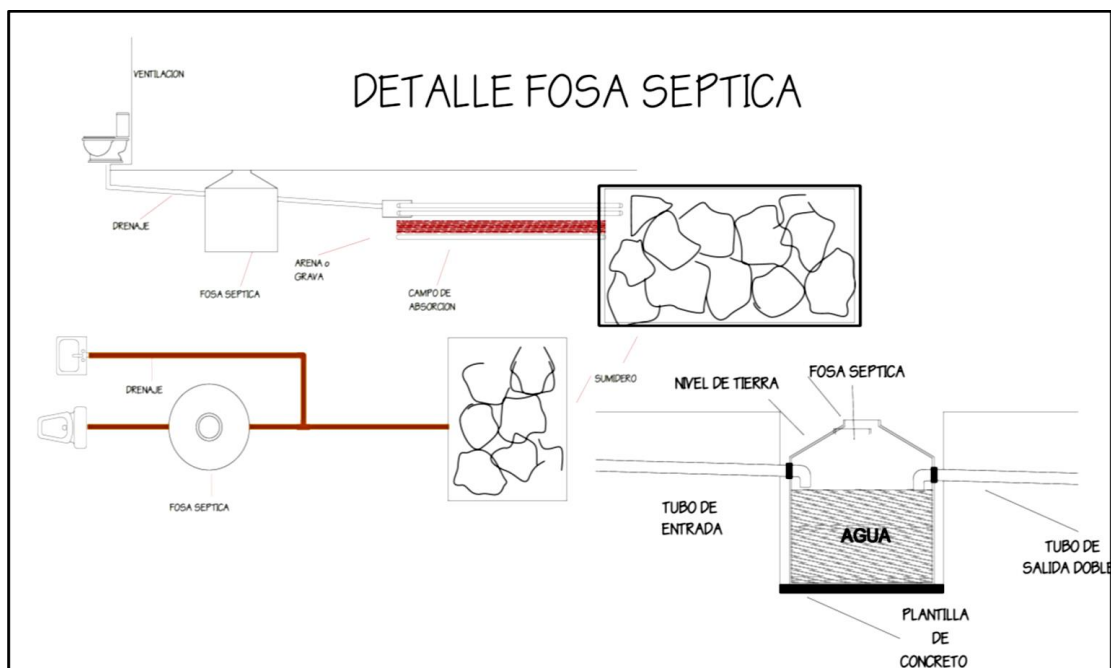 VENTILACION
DETALLE FOSA SEPTICA
DRENAJE
FOSA SEPTICA
ARENA o
GRAVA
CAMPO DE
ABSORCION
SUMIDERO
DRENAJE
FOSA SEPTICA
NIVEL DE TIERRA
FOSA SEPTICA
TUBO DE
ENTRADA
AGUA
TUBO DE
SALIDA DOBLE
PLANTILLA
DE
CONCRETO